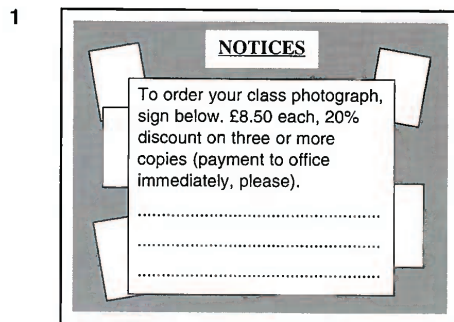 1
NOTICES
To order your class photograph,
sign below. £8.50 each, 20%
discount on three or more
copies (payment to office
immediately, please).